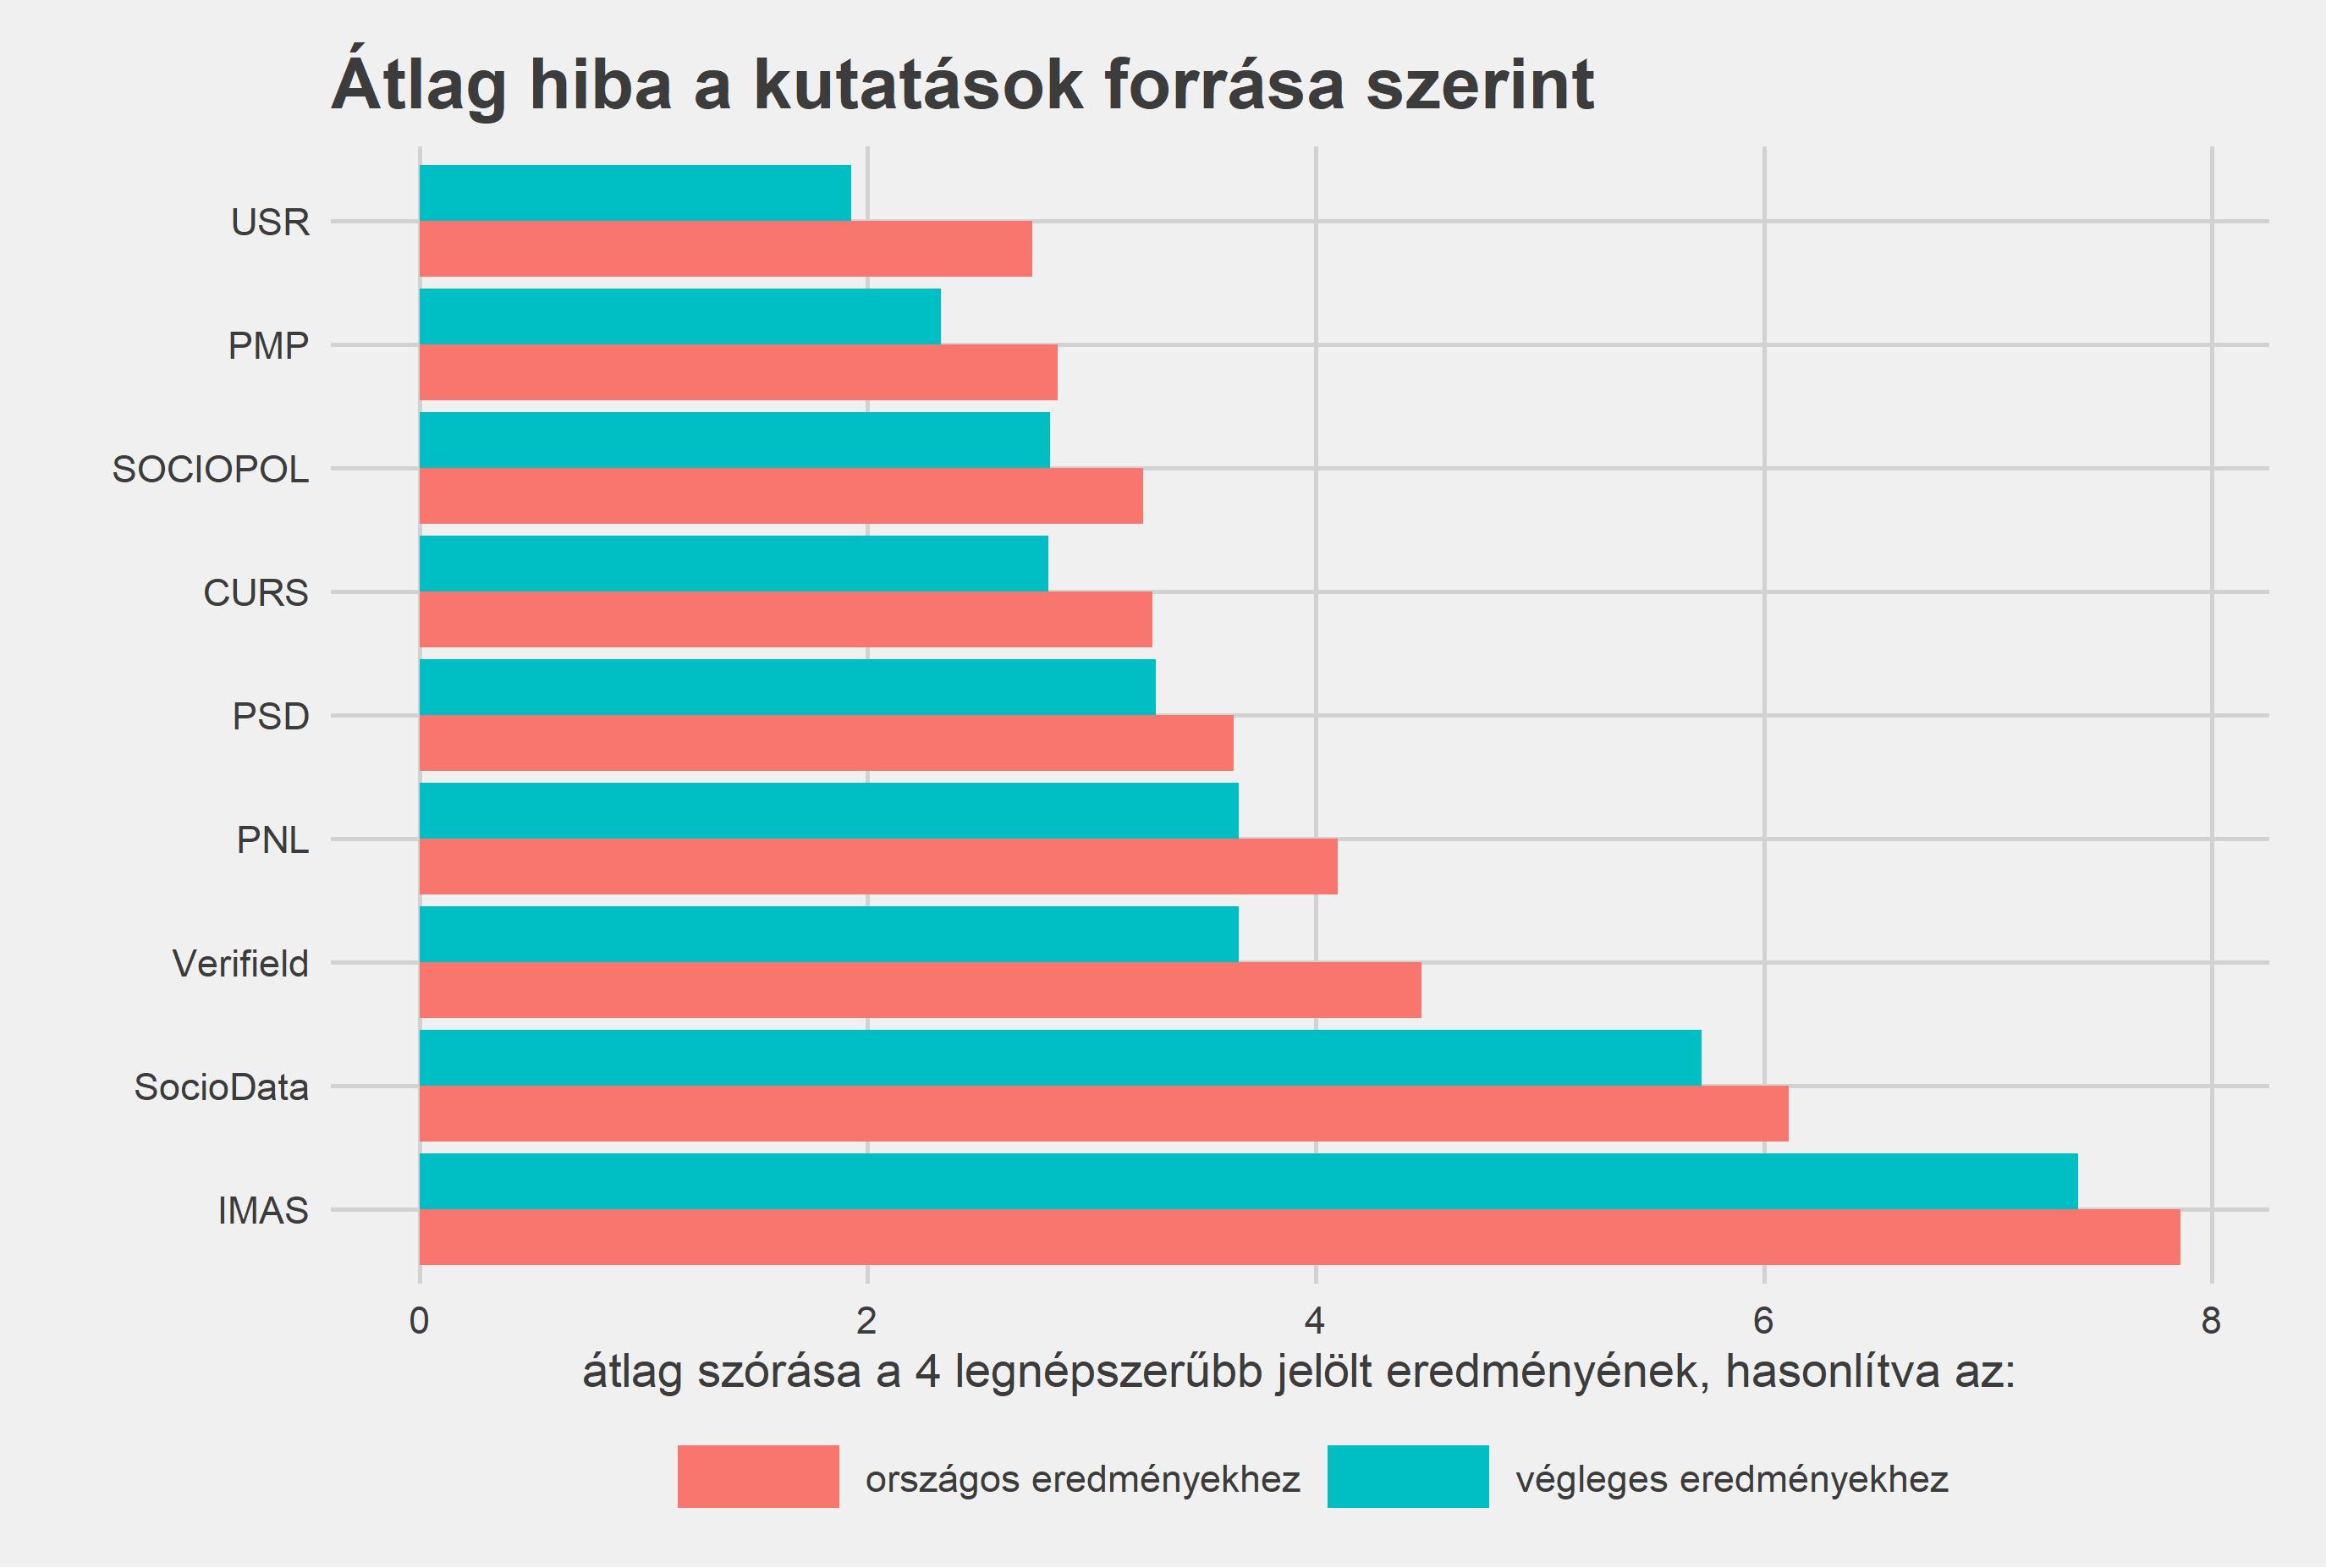 Átlag hiba a kutatások forrása szerint
USR
PMP
SOCIOPOL
CURS
PSD
PNL
Verifield
SocioData
IMAS
0 2 4 6 8
átlag szórása a 4 legnépszerűbb jelölt eredményének, hasonlítva az:
országos eredményekhez végleges eredményekhez